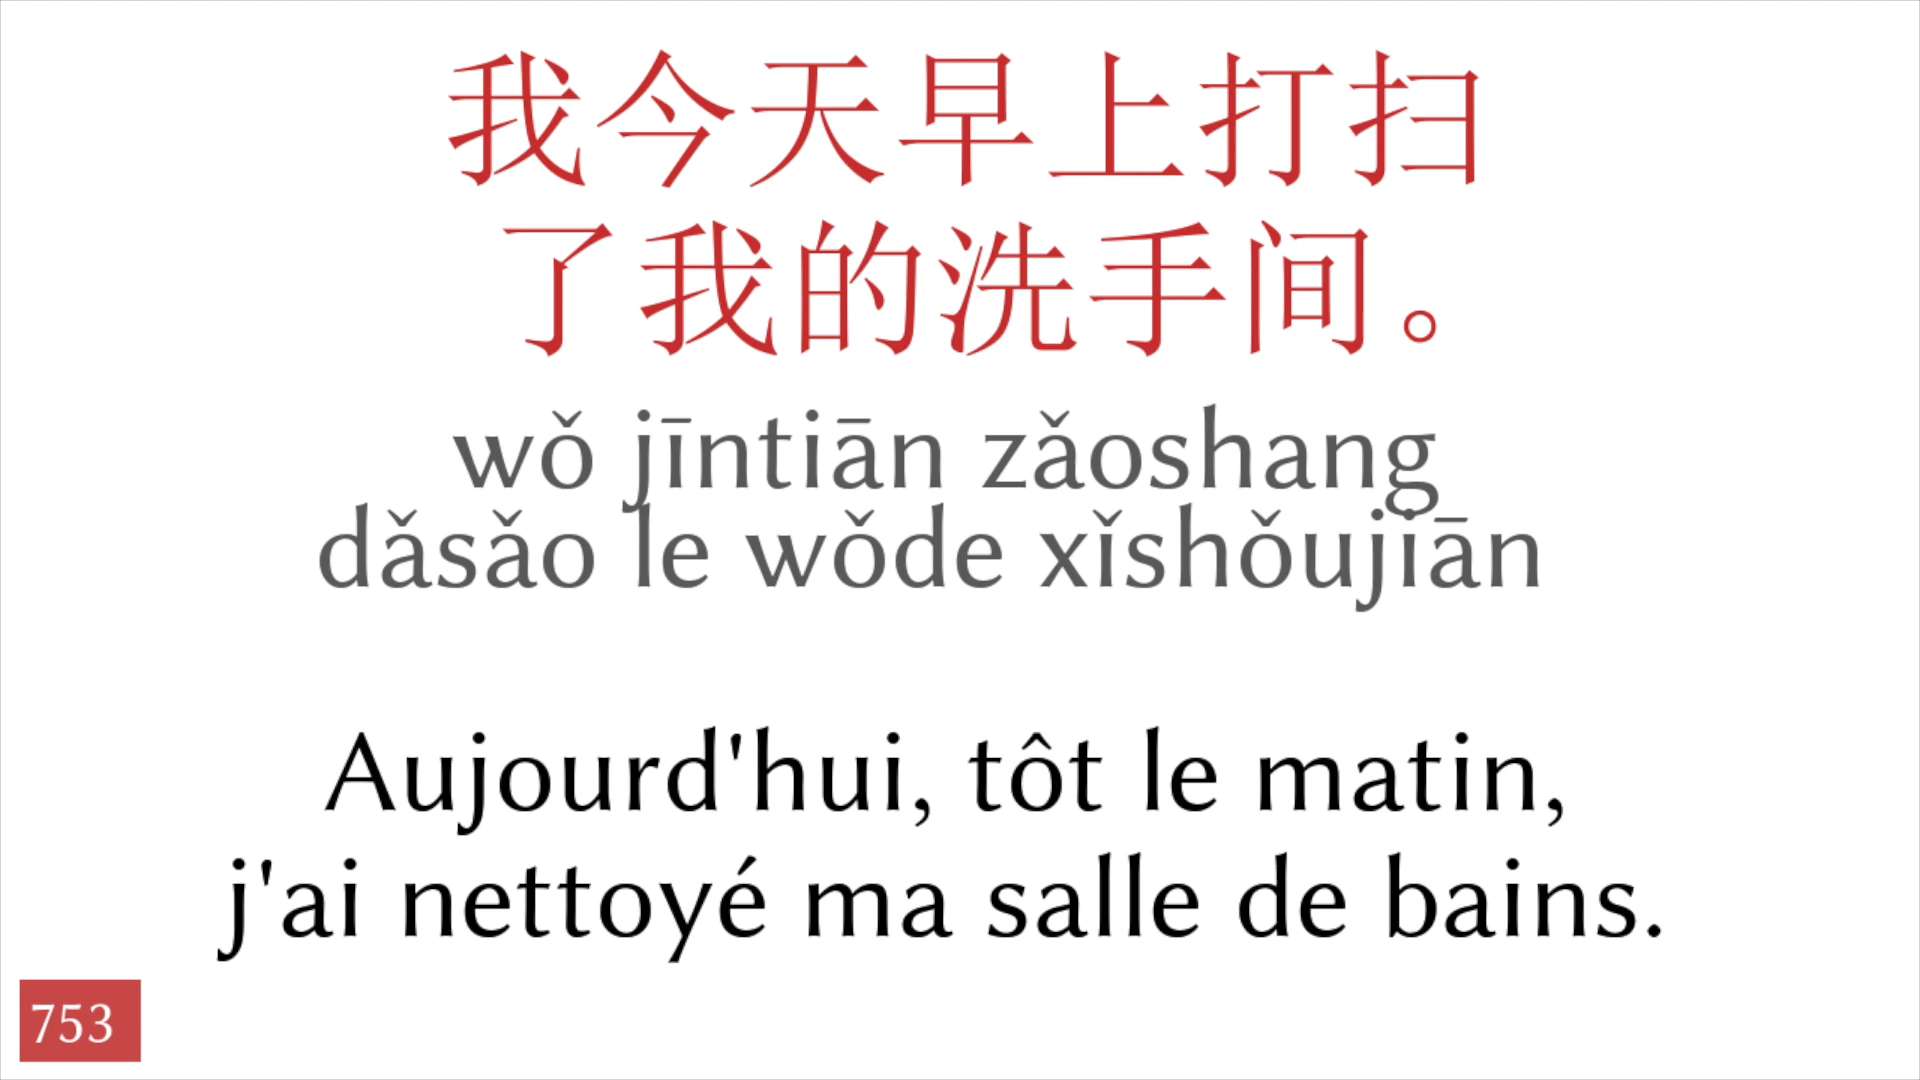 我今天早上打扫
了我的洗手间。
wǒ jīntiān zǎoshang
dǎsǎo le wǒde xǐshǒujiān
Aujourd'hui, tôt le matin,
j'ai nettoyé ma salle de bains.
753